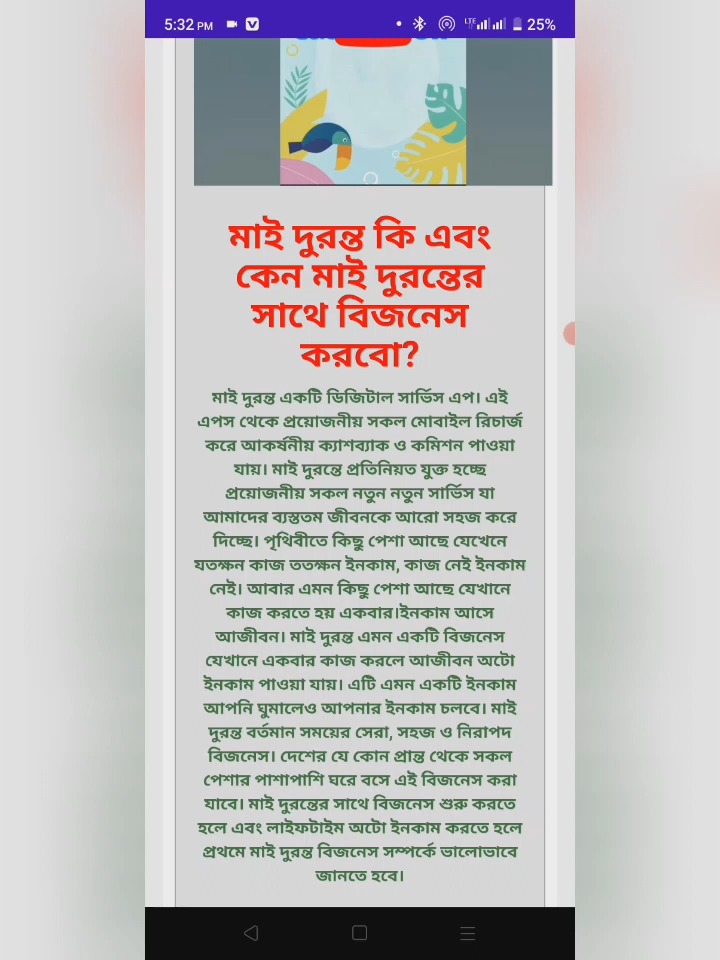 5:32 PM
LTE
25%
মাই দুরন্ত কি এবং
কেন মাই দুরন্তের
সাথে বিজনেস
করবো?
মাই দুরন্ত একটি ডিজিটাল সার্ভিস এপ। এই
এপস থেকে প্রয়োজনীয় সকল মোবাইল রিচার্জ
করে আকর্ষনীয় ক্যাশব্যাক ও কমিশন পাওয়া
যায়। মাই দুরন্তে প্রতিনিয়ত যুক্ত হচ্ছে
প্রয়োজনীয় সকল নতুন নতুন সার্ভিস যা
আমাদের ব্যস্ততম জীবনকে আরো সহজ করে
দিচ্ছে। পৃথিবীতে কিছু পেশা আছে যেখেনে
যতক্ষন কাজ ততক্ষন ইনকাম, কাজ নেই ইনকাম
নেই। আবার এমন কিছু পেশা আছে যেখানে
কাজ করতে হয় একবার।ইনকাম আসে
আজীবন। মাই দুরন্ত এমন একটি বিজনেস
যেখানে একবার কাজ করলে আজীবন অটো
ইনকাম পাওয়া যায়। এটি এমন একটি ইনকাম
আপনি ঘুমালেও আপনার ইনকাম চলবে। মাই
দুরন্ত বর্তমান সময়ের সেরা, সহজ ও নিরাপদ
বিজনেস। দেশের যে কোন প্রান্ত থেকে সকল
পেশার পাশাপাশি ঘরে বসে এই বিজনেস করা
যাবে। মাই দুরন্তের সাথে বিজনেস শুরু করতে
হলে এবং লাইফটাইম অটো ইনকাম করতে হলে
প্রথমে মাই দুরন্ত বিজনেস সম্পর্কে ভালোভাবে
জানতে হবে।